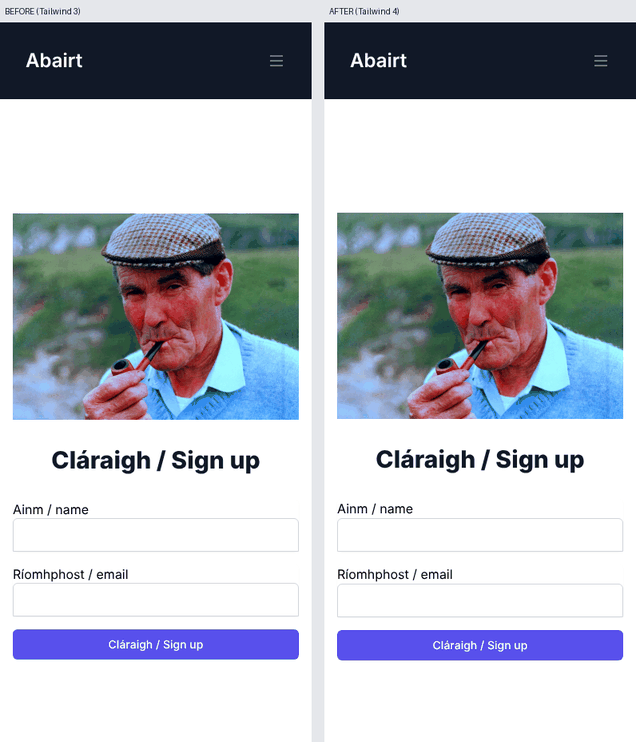 BEFORE (Tailwind 3)
Abairt
Cláraigh / Sign up
Ainm / name
Ríomhphost / email
Cláraigh / Sign up
AFTER (Tailwind 4)
Abairt
Cláraigh / Sign up
Ainm / name
Ríomhphost / email
Cláraigh / Sign up